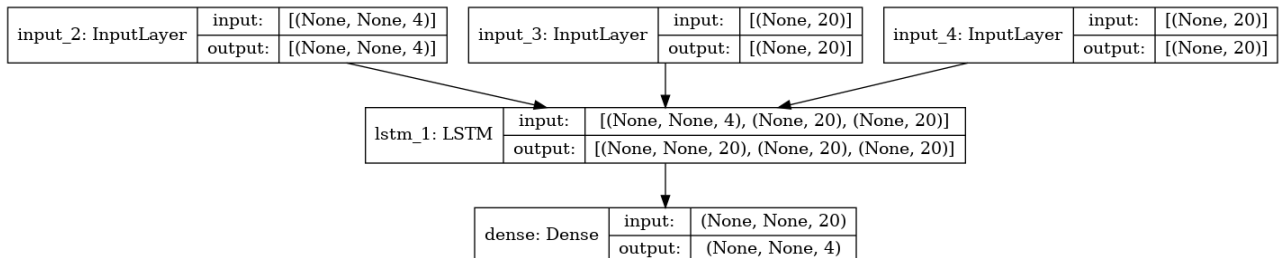 input_2: InputLayer input: [(None, None, 4)]
output: [(None, None, 4)]
input_3: InputLayer input: [(None, 20)]
output: [(None, 20)]
input_4: InputLayer input: [(None, 20)]
output: [(None, 20)]
lstm_1: LSTM input: [(None, None, 4), (None, 20), (None, 20)]
output: [(None, None, 20), (None, 20), (None, 20)]
dense: Dense input: (None, None, 20)
output: (None, None, 4)